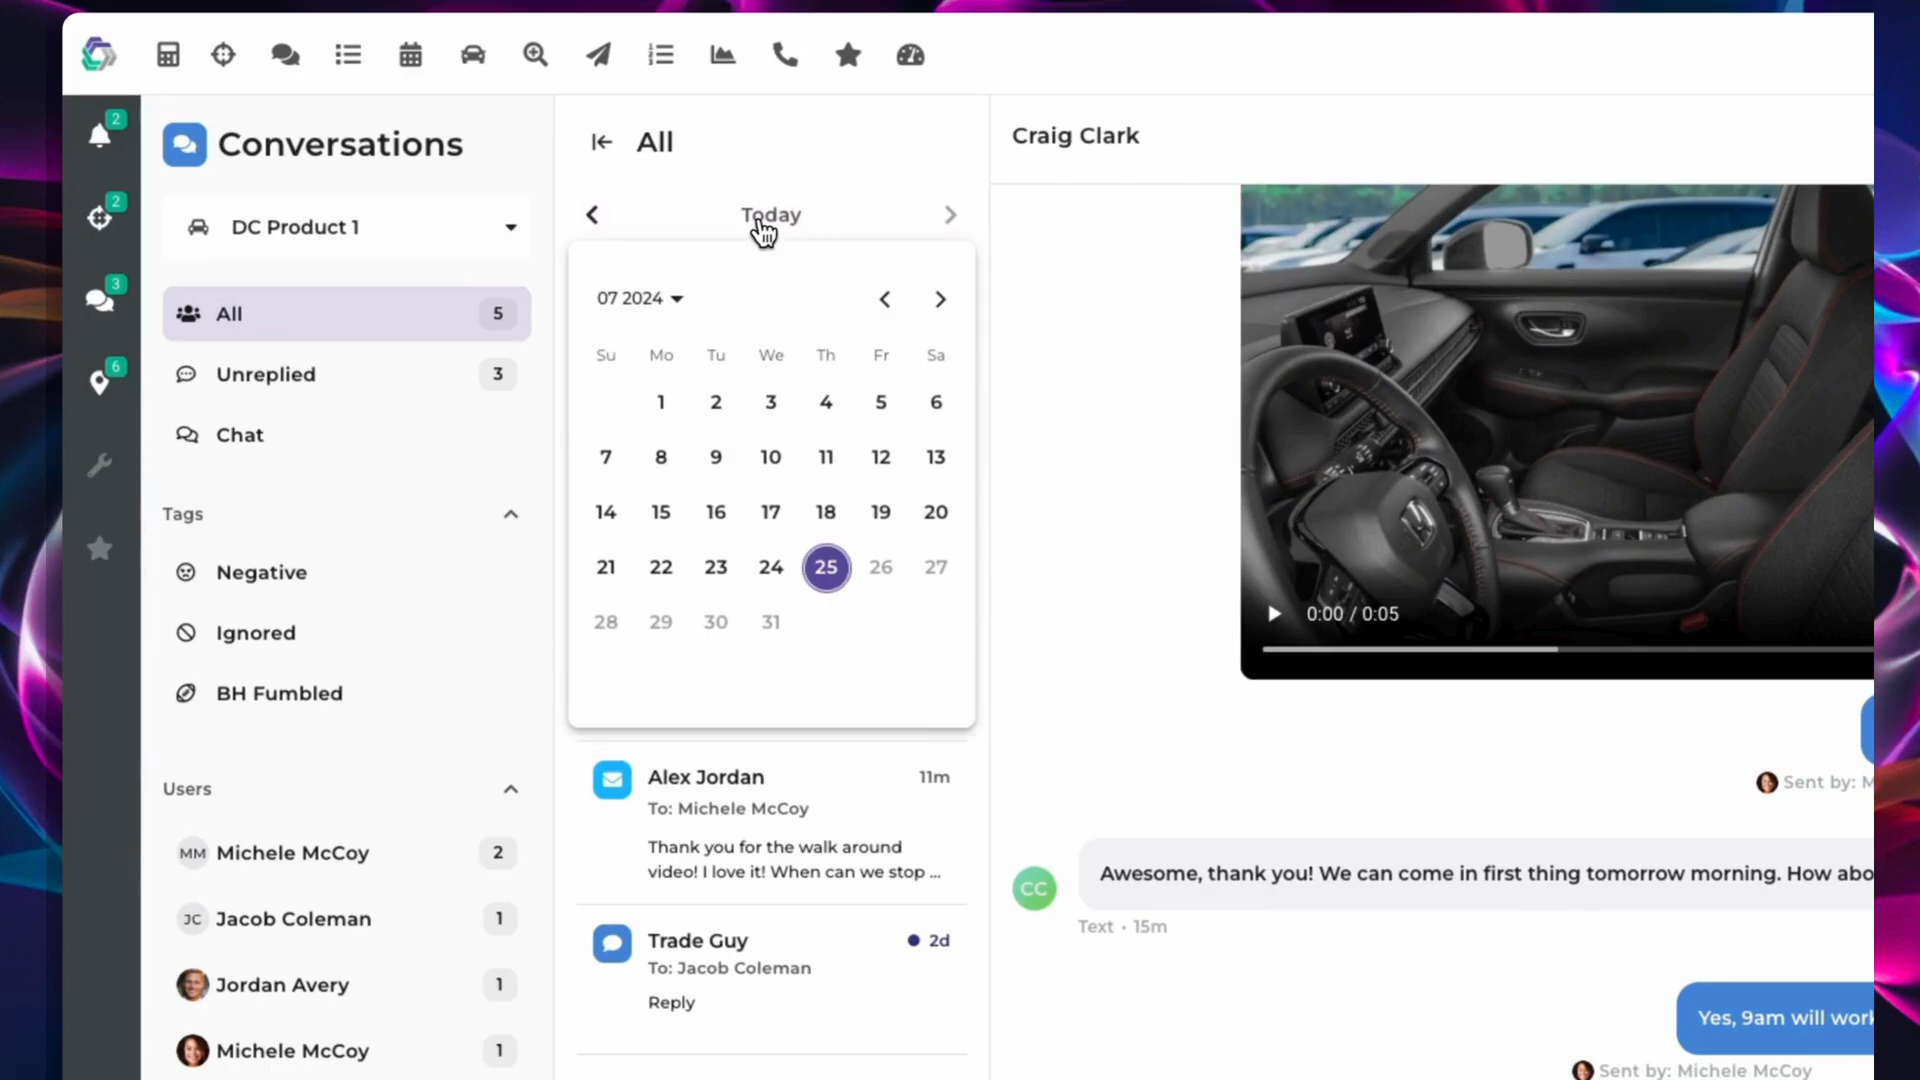 2
2
3
6
Conversations
DC Product 1
All 5
Unreplied 3
Chat
Tags
Negative
Ignored
BH Fumbled
Users
MM Michele McCoy 2
JC Jacob Coleman 1
Jordan Avery 1
Michele McCoy 1
All
Today
07 2024
Su Mo Tu We Th Fr Sa
1 2 3 4 5 6
7 8 9 10 11 12 13
14 15 16 17 18 19 20
21 22 23 24 25 26 27
28 29 30 31
Alex Jordan 11m
To: Michele McCoy
Thank you for the walk around
video! I love it! When can we stop ...
Trade Guy 2d
To: Jacob Coleman
Reply
Craig Clark
0:00 / 0:05
Sent by: M
CC
Awesome, thank you! We can come in first thing tomorrow morning. How abo
Text • 15m
Yes, 9am will work
Sent by: Michele McCoy